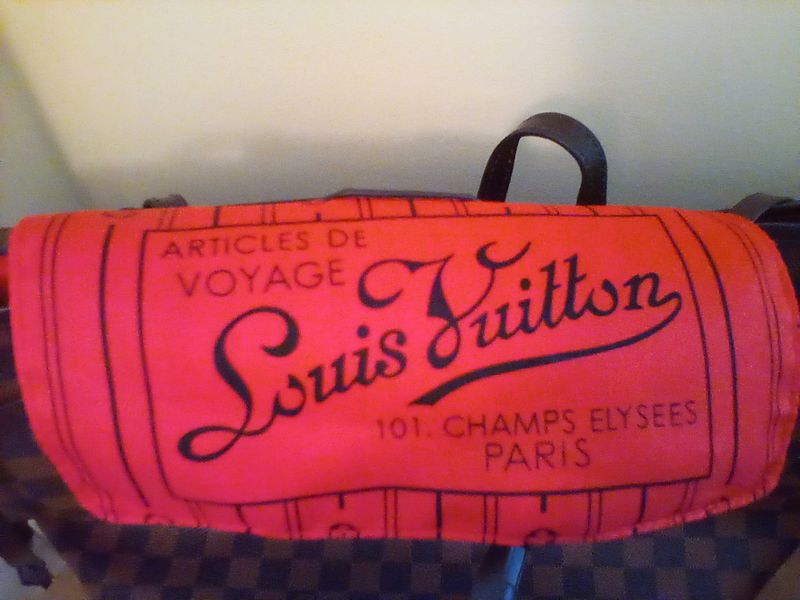 ARTICLES DE
VOYAGE
Louis Vuitton
101. CHAMPS ELYSEES
PARIS